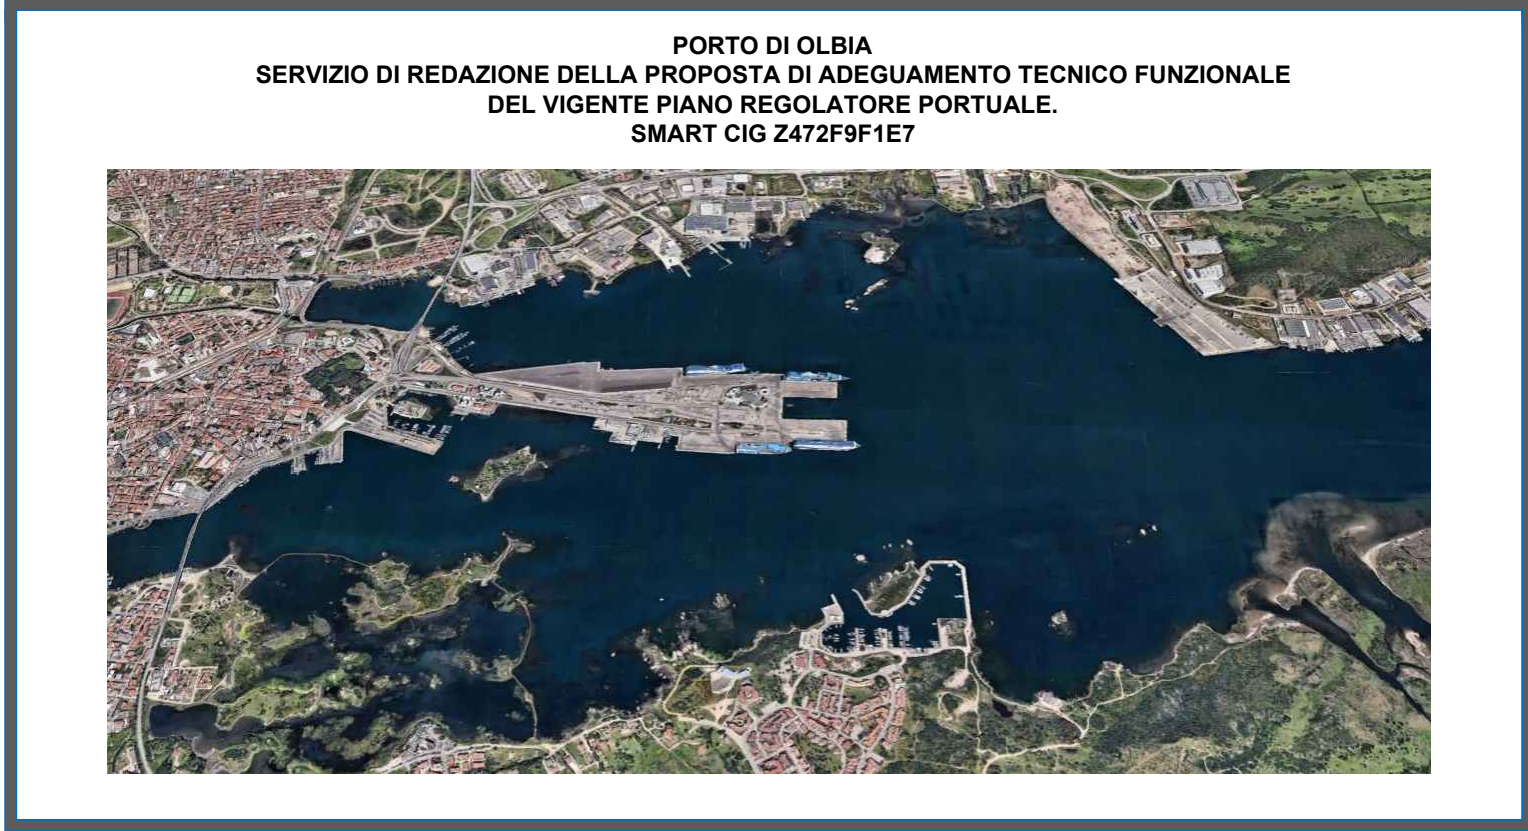 PORTO DI OLBIA
SERVIZIO DI REDAZIONE DELLA PROPOSTA DI ADEGUAMENTO TECNICO FUNZIONALE
DEL VIGENTE PIANO REGOLATORE PORTUALE.
SMART CIG Z472F9F1E7